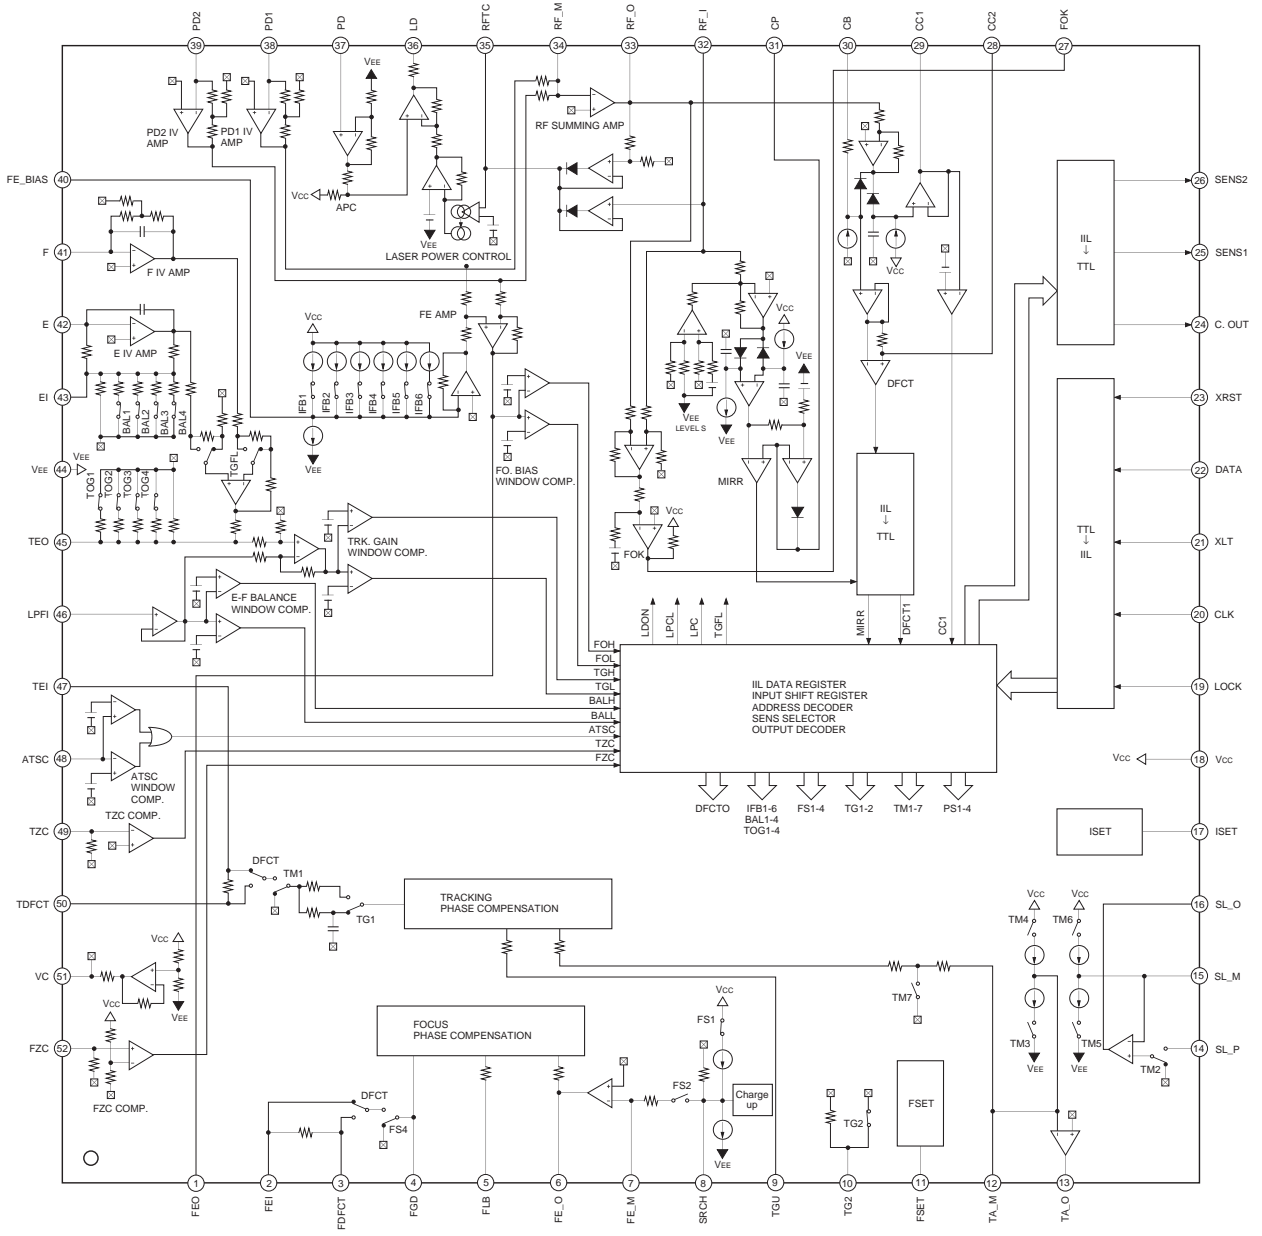 PD2
PD1
PD
LD
RFTC
RF_M
RF_O
RF_I
CP
CB
CC1
CC2
FOK
39
38
37
36
35
34
33
32
31
30
29
28
27
VEE
PD2 IV
AMP
PD1 IV
AMP
RF SUMMING AMP
FE_BIAS
40
VCC
APC
VEE
LASER POWER CONTROL
VCC
IIL
↓
TTL
26
SENS2
F
41
F IV AMP
25
SENS1
FE AMP
VCC
VCC
VEE
E
42
E IV AMP
24
C. OUT
DFCT
EI
43
BAL1
BAL2
BAL3
BAL4
IFB1
IFB2
IFB3
IFB4
IFB5
IFB6
VEE
LEVEL S
VEE
23
XRST
VEE
44
VEE
TGFL
VEE
FO. BIAS
WINDOW COMP.
MIRR
22
DATA
TOG1
TOG2
TOG3
TOG4
VCC
IIL
↓
TTL
TTL
↓
IIL
TEO
45
TRK. GAIN
WINDOW COMP.
FOK
21
XLT
LPFI
46
E-F BALANCE
WINDOW COMP.
LDON
LPCL
LPC
TGFL
MIRR
DFCT1
CC1
20
CLK
FOH
FOL
TGH
TGL
BALH
BALL
ATSC
TZC
FZC
IIL DATA REGISTER
INPUT SHIFT REGISTER
ADDRESS DECODER
SENS SELECTOR
OUTPUT DECODER
TEI
47
19
LOCK
ATSC
48
ATSC
WINDOW
COMP.
VCC
18
VCC
DFCTO
IFB1-6
BAL1-4
TOG1-4
FS1-4
TG1-2
TM1-7
PS1-4
TZC COMP.
TZC
49
ISET
17
ISET
DFCT
TM1
TG1
TRACKING
PHASE COMPENSATION
TDFCT
50
VCC
VCC
TM4
TM6
16
SL_O
VCC
VC
51
VEE
TM7
15
SL_M
VCC
VCC
FS1
FOCUS
PHASE COMPENSATION
FZC
52
TM3
TM5
VEE
VEE
TM2
14
SL_P
FZC COMP.
DFCT
FS4
FS2
Charge
up
VEE
TG2
FSET
1
2
3
4
5
6
7
8
9
10
11
12
13
FEO
FEI
FDFCT
FGD
FLB
FE_O
FE_M
SRCH
TGU
TG2
FSET
TA_M
TA_O